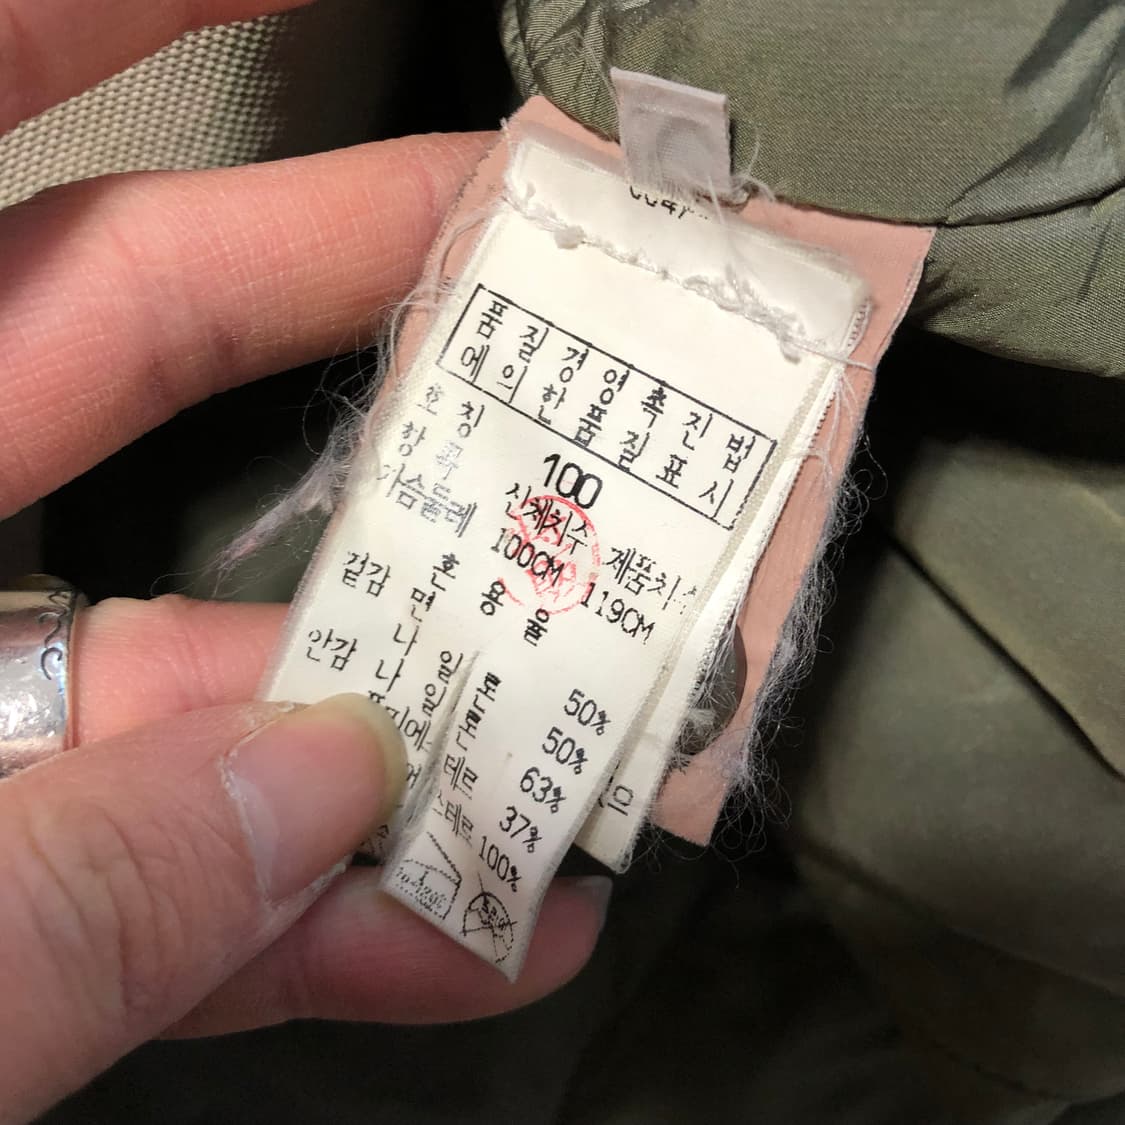 품질경영촉진법
에의한품질표시
호칭 100
항목 신체치수 제품치수
가슴둘레 100CM 119CM
혼용율
겉감 면 50%
나일론 50%
안감 나일론 63%
37%
100%